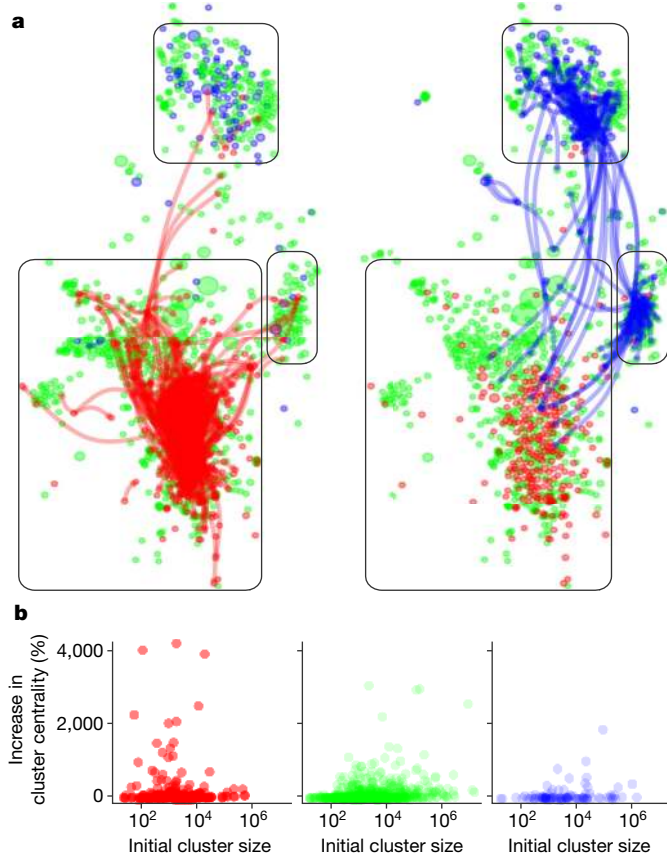 a
b
Increase in
cluster centrality (%)
4,000
2,000
0
10² 10⁴ 10⁶
10² 10⁴ 10⁶
10² 10⁴ 10⁶
Initial cluster size
Initial cluster size
Initial cluster size